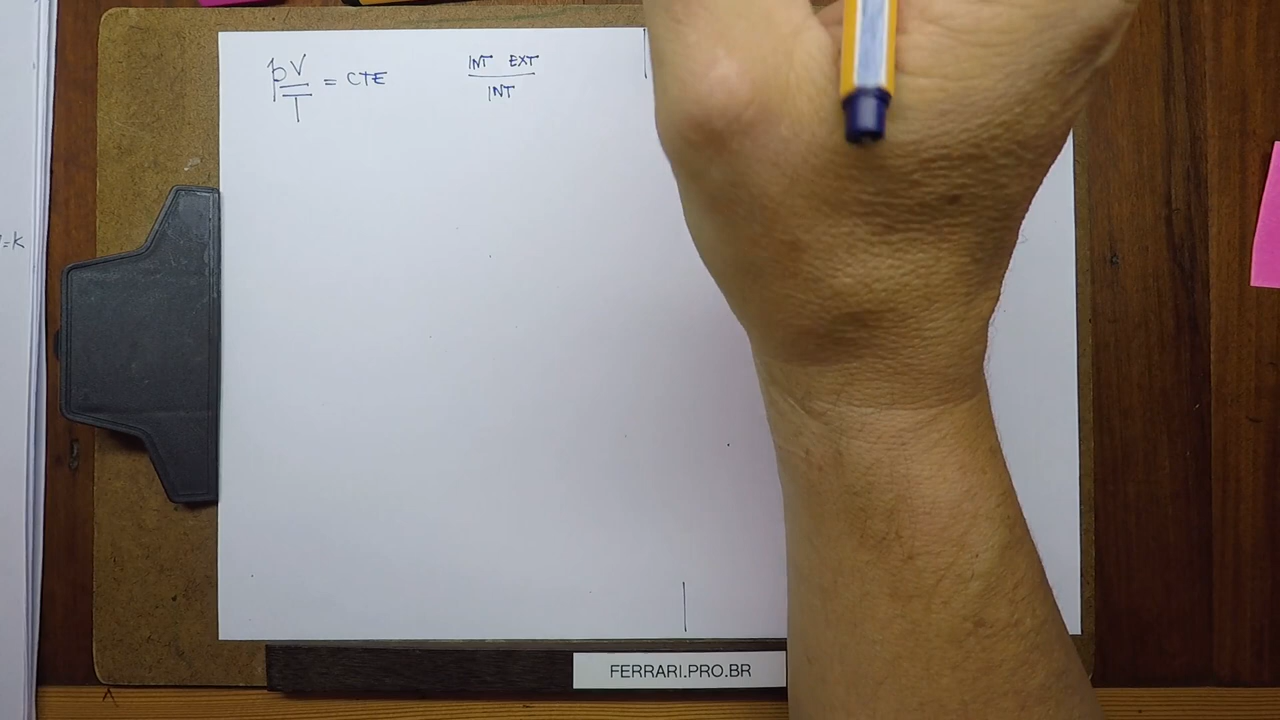 pV
— = CTE
T
INT EXT
INT
=k
FERRARI.PRO.BR